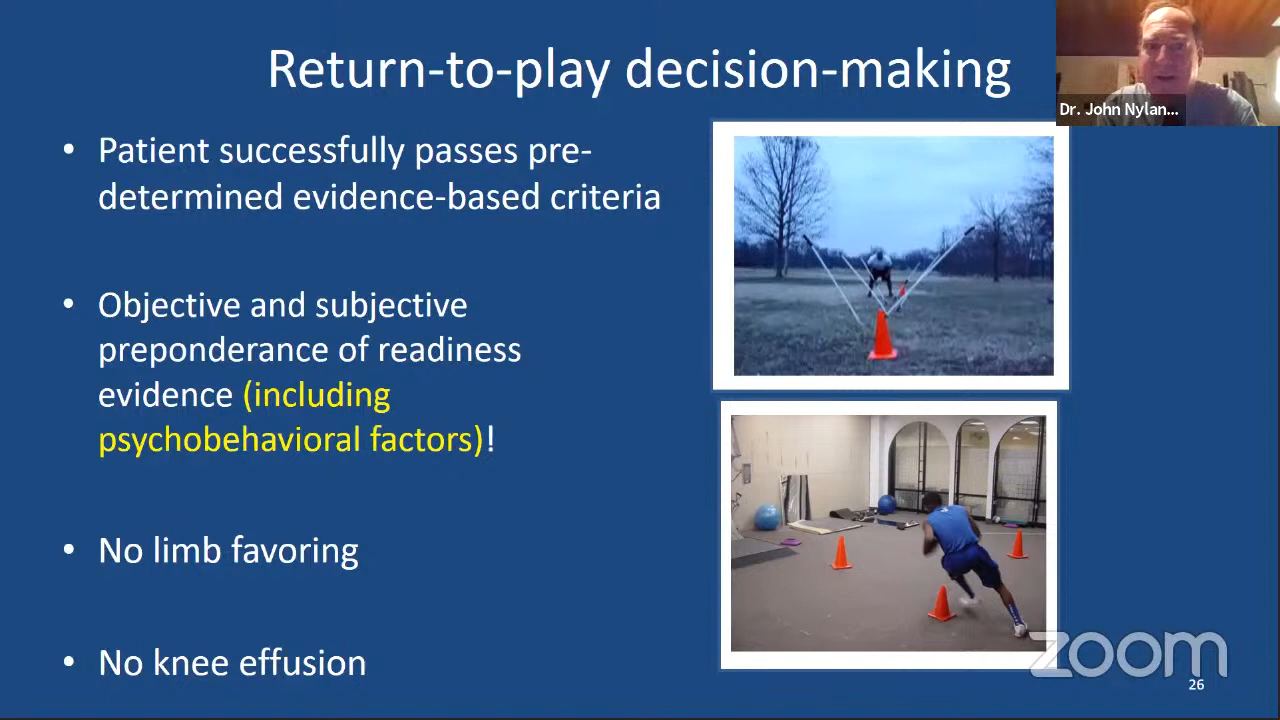 Return-to-play decision-making
Dr. John Nylan...
• Patient successfully passes pre-
determined evidence-based criteria
• Objective and subjective
preponderance of readiness
evidence (including
psychobehavioral factors)!
• No limb favoring
• No knee effusion
zoom
26